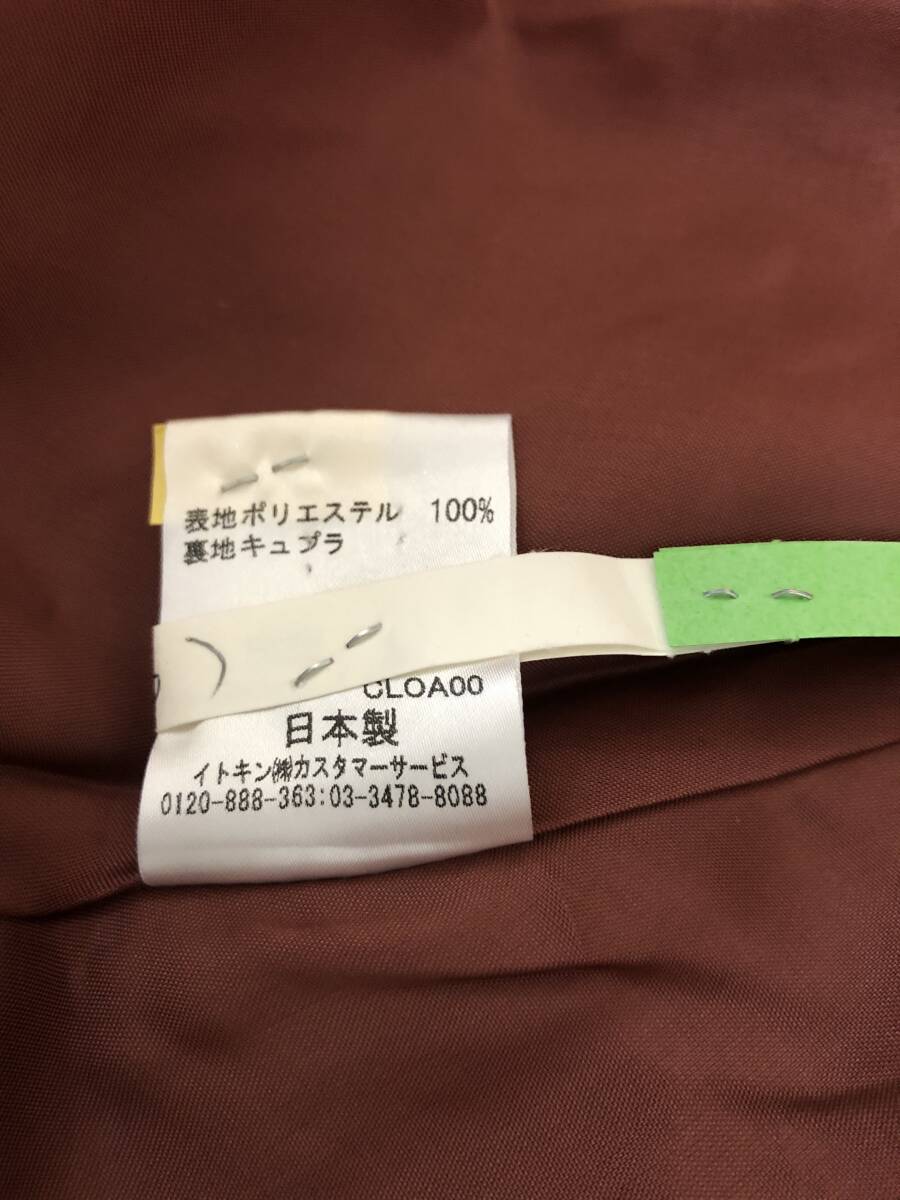 表地ポリエステル 100%
裏地キュプラ
CLOA00
日本製
イトキン㈱カスタマーサービス
0120-888-363:03-3478-8088